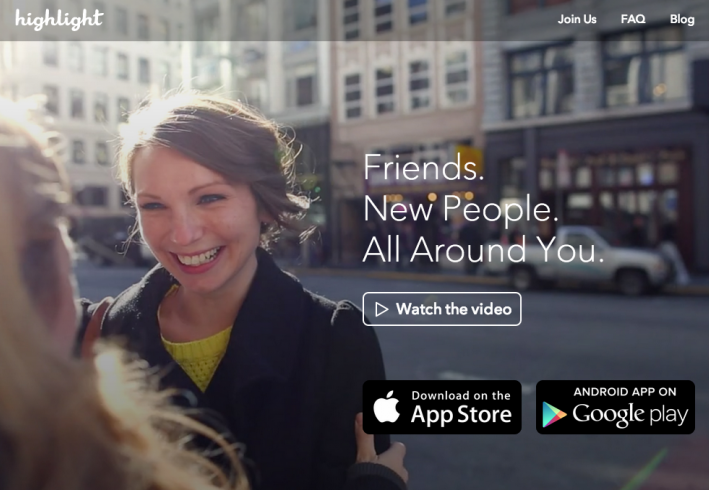 highlight
Join Us FAQ Blog
Friends.
New People.
All Around You.
Watch the video
Download on the
App Store
ANDROID APP ON
Google play